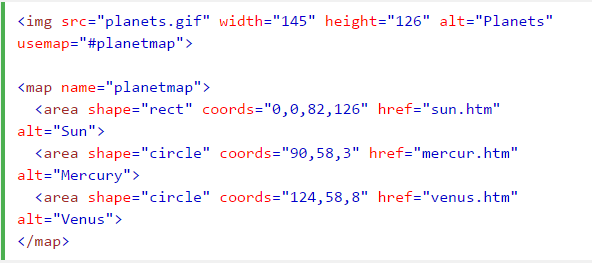 <img src="planets.gif" width="145" height="126" alt="Planets"
usemap="#planetmap">
<map name="planetmap">
<area shape="rect" coords="0,0,82,126" href="sun.htm"
alt="Sun">
<area shape="circle" coords="90,58,3" href="mercur.htm"
alt="Mercury">
<area shape="circle" coords="124,58,8" href="venus.htm"
alt="Venus">
</map>